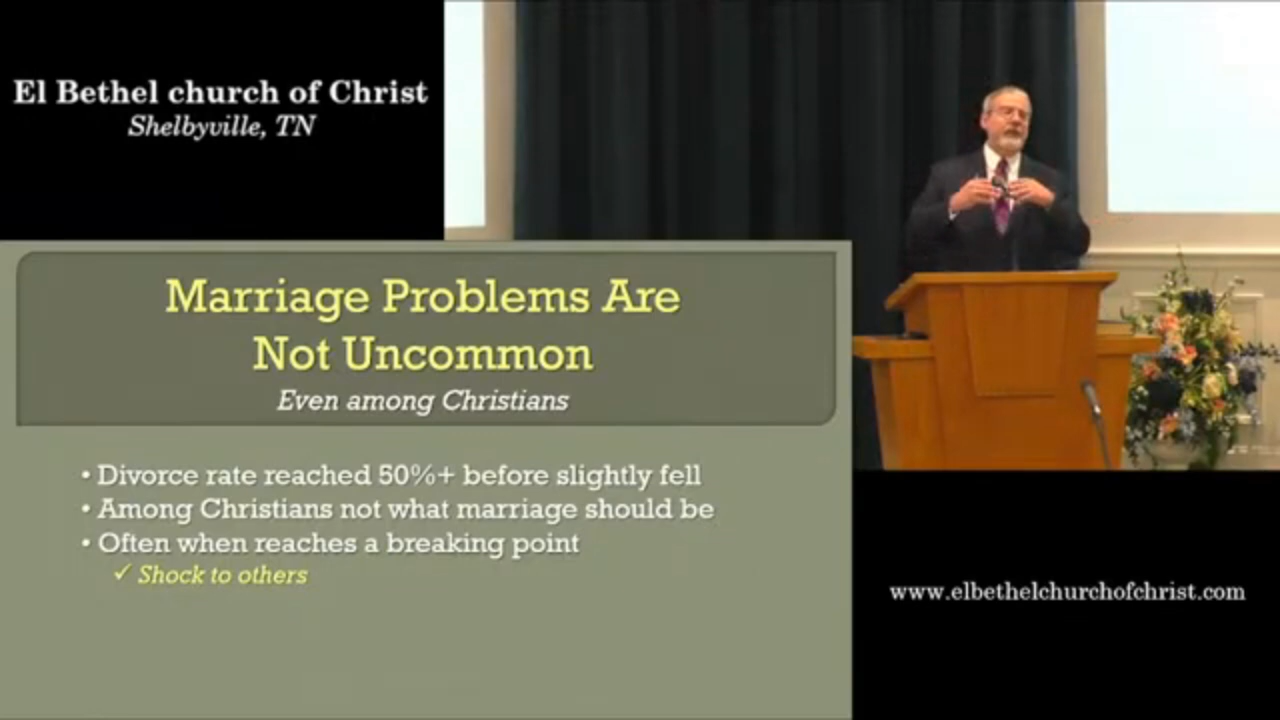 El Bethel church of Christ
Shelbyville, TN
Marriage Problems Are
Not Uncommon
Even among Christians
• Divorce rate reached 50%+ before slightly fell
• Among Christians not what marriage should be
• Often when reaches a breaking point
✓ Shock to others
www.elbethelchurchofchrist.com